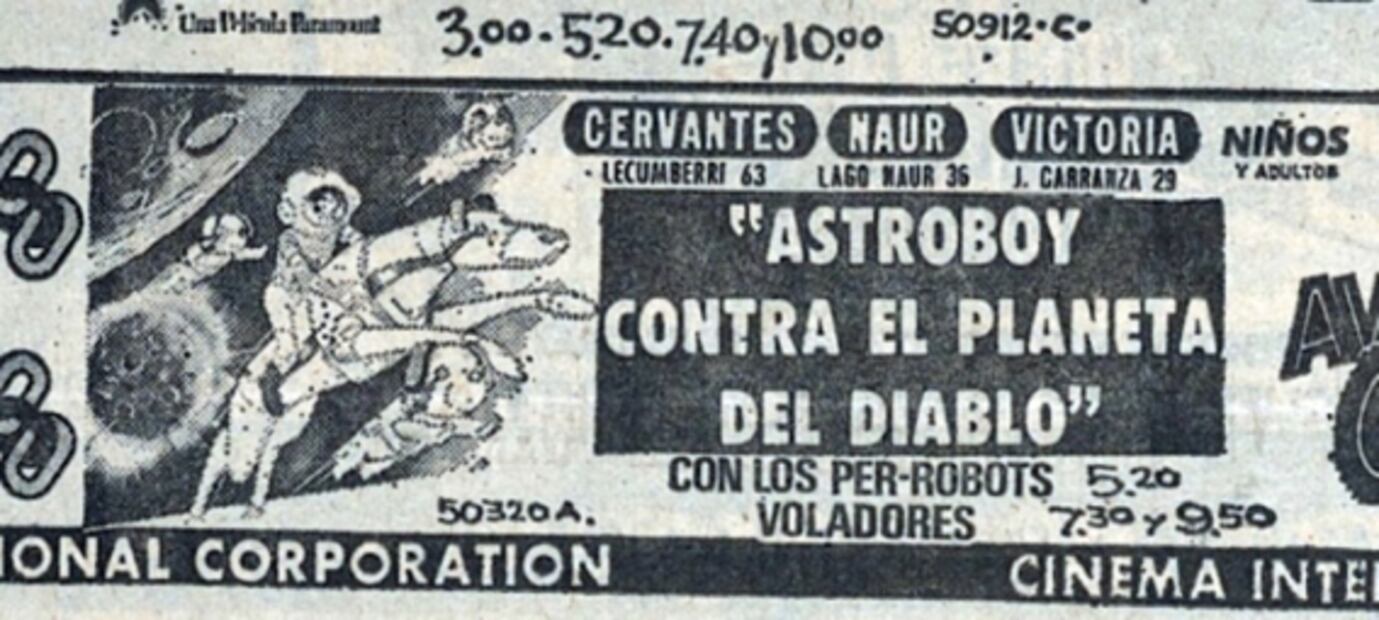 Una Película Paramount
3.00 - 5.20. 7.40 y 10.00 50912-C.
CERVANTES NAUR VICTORIA NIÑOS
LECUMBERRI 63 LAGO NAUR 36 J. CARRANZA 29 Y ADULTOS
"ASTROBOY
CONTRA EL PLANETA
DEL DIABLO"
CON LOS PER-ROBOTS 5.20
VOLADORES 7.30 y 9.50
50320A.
IONAL CORPORATION CINEMA INTE